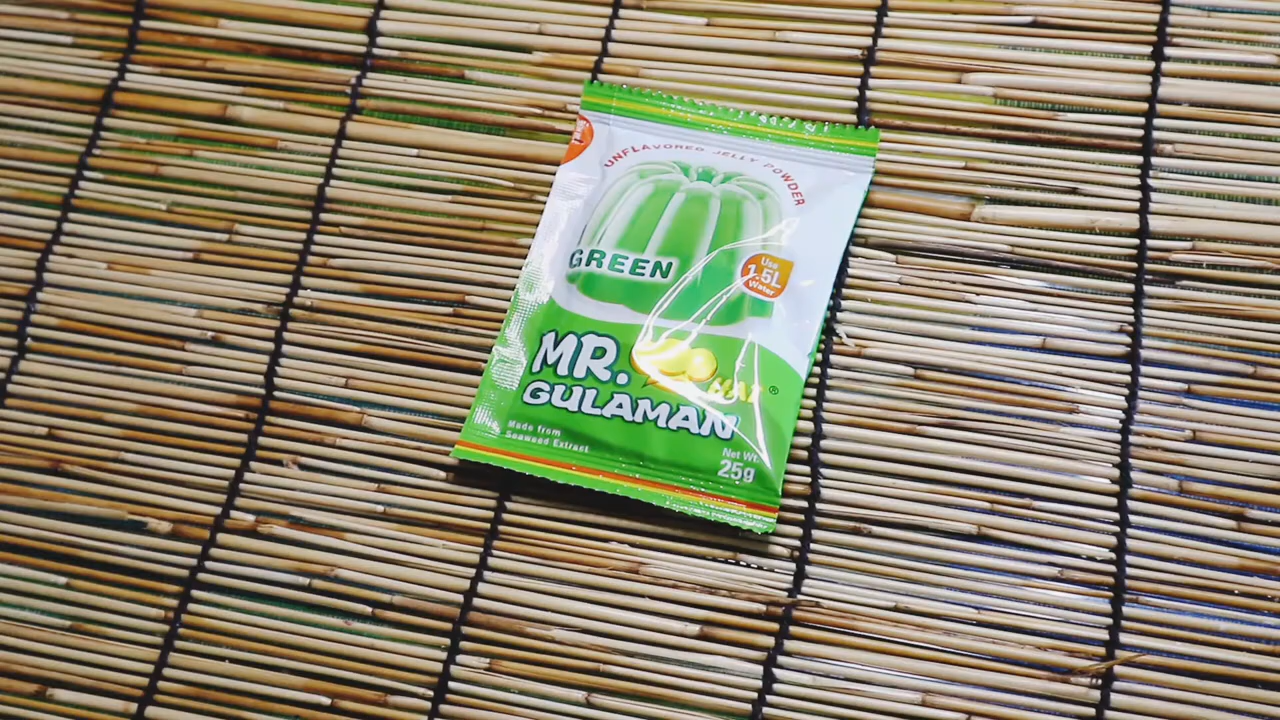 UNFLAVORED JELLY POWDER
GREEN
Use
1.5L
Water
MR.
®
GULAMAN
Made from
Seaweed Extract
Net Wt.
25g